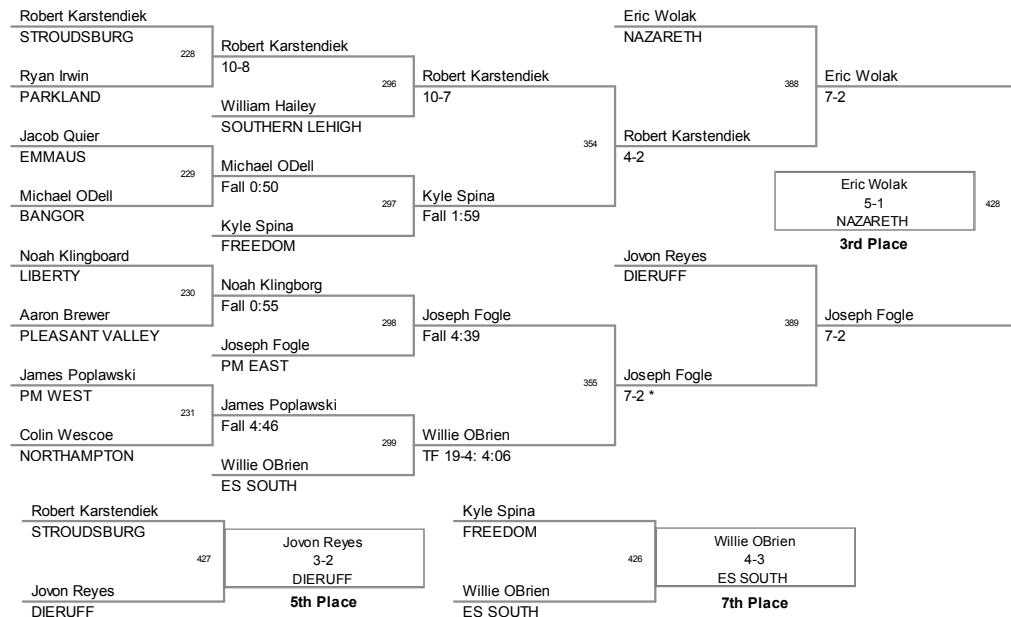 Robert Karstendiek
STROUDSBURG
228
Ryan Irwin
PARKLAND
Jacob Quier
EMMAUS
229
Michael ODell
BANGOR
Noah Klingboard
LIBERTY
230
Aaron Brewer
PLEASANT VALLEY
James Poplawski
PM WEST
231
Colin Wescoe
NORTHAMPTON
Robert Karstendiek
10-8
296
William Hailey
SOUTHERN LEHIGH
Michael ODell
Fall 0:50
297
Kyle Spina
FREEDOM
Noah Klingborg
Fall 0:55
298
Joseph Fogle
PM EAST
James Poplawski
Fall 4:46
299
Willie OBrien
ES SOUTH
Robert Karstendiek
10-7
354
Kyle Spina
Fall 1:59
Joseph Fogle
Fall 4:39
355
Willie OBrien
TF 19-4: 4:06
Eric Wolak
NAZARETH
388
Robert Karstendiek
4-2
Jovon Reyes
DIERUFF
389
Joseph Fogle
7-2 *
Eric Wolak
7-2
Eric Wolak
5-1
NAZARETH
428
3rd Place
Joseph Fogle
7-2
Robert Karstendiek
STROUDSBURG
427
Jovon Reyes
DIERUFF
Jovon Reyes
3-2
DIERUFF
5th Place
Kyle Spina
FREEDOM
426
Willie OBrien
ES SOUTH
Willie OBrien
4-3
ES SOUTH
7th Place